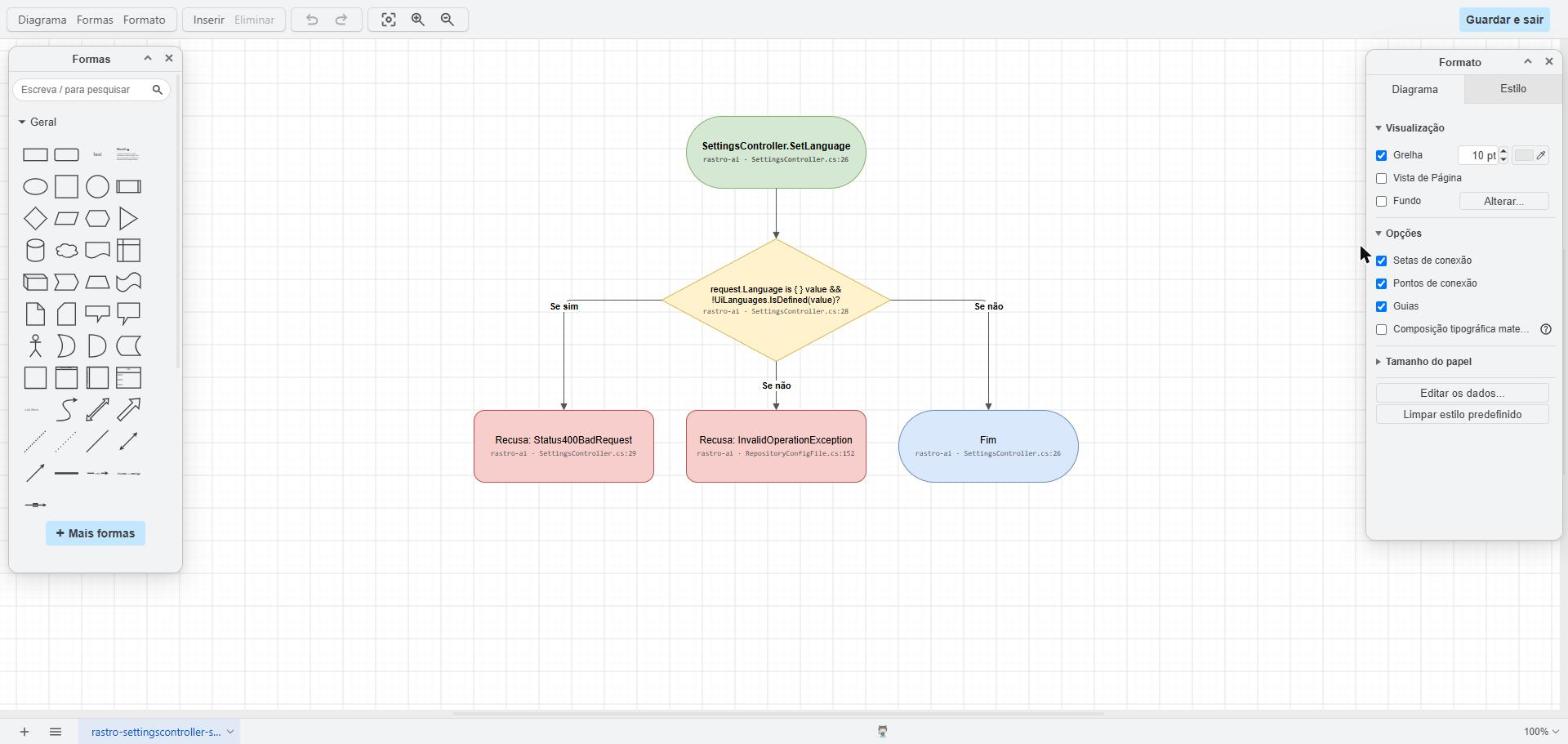 Diagrama Formas Formato
Inserir Eliminar
Guardar e sair
Formas
Escreva / para pesquisar
Geral
Text
+ Mais formas
SettingsController.SetLanguage
rastro-ai · SettingsController.cs:26
request.Language is { } value &&
!UiLanguages.IsDefined(value)?
rastro-ai · SettingsController.cs:28
Se sim
Se não
Se não
Recusa: Status400BadRequest
rastro-ai · SettingsController.cs:29
Recusa: InvalidOperationException
rastro-ai · RepositoryConfigFile.cs:152
Fim
rastro-ai · SettingsController.cs:26
Formato
Diagrama
Estilo
Visualização
Grelha
10 pt
Vista de Página
Fundo
Alterar...
Opções
Setas de conexão
Pontos de conexão
Guias
Composição tipográfica mate...
Tamanho do papel
Editar os dados...
Limpar estilo predefinido
rastro-settingscontroller-s...
100%